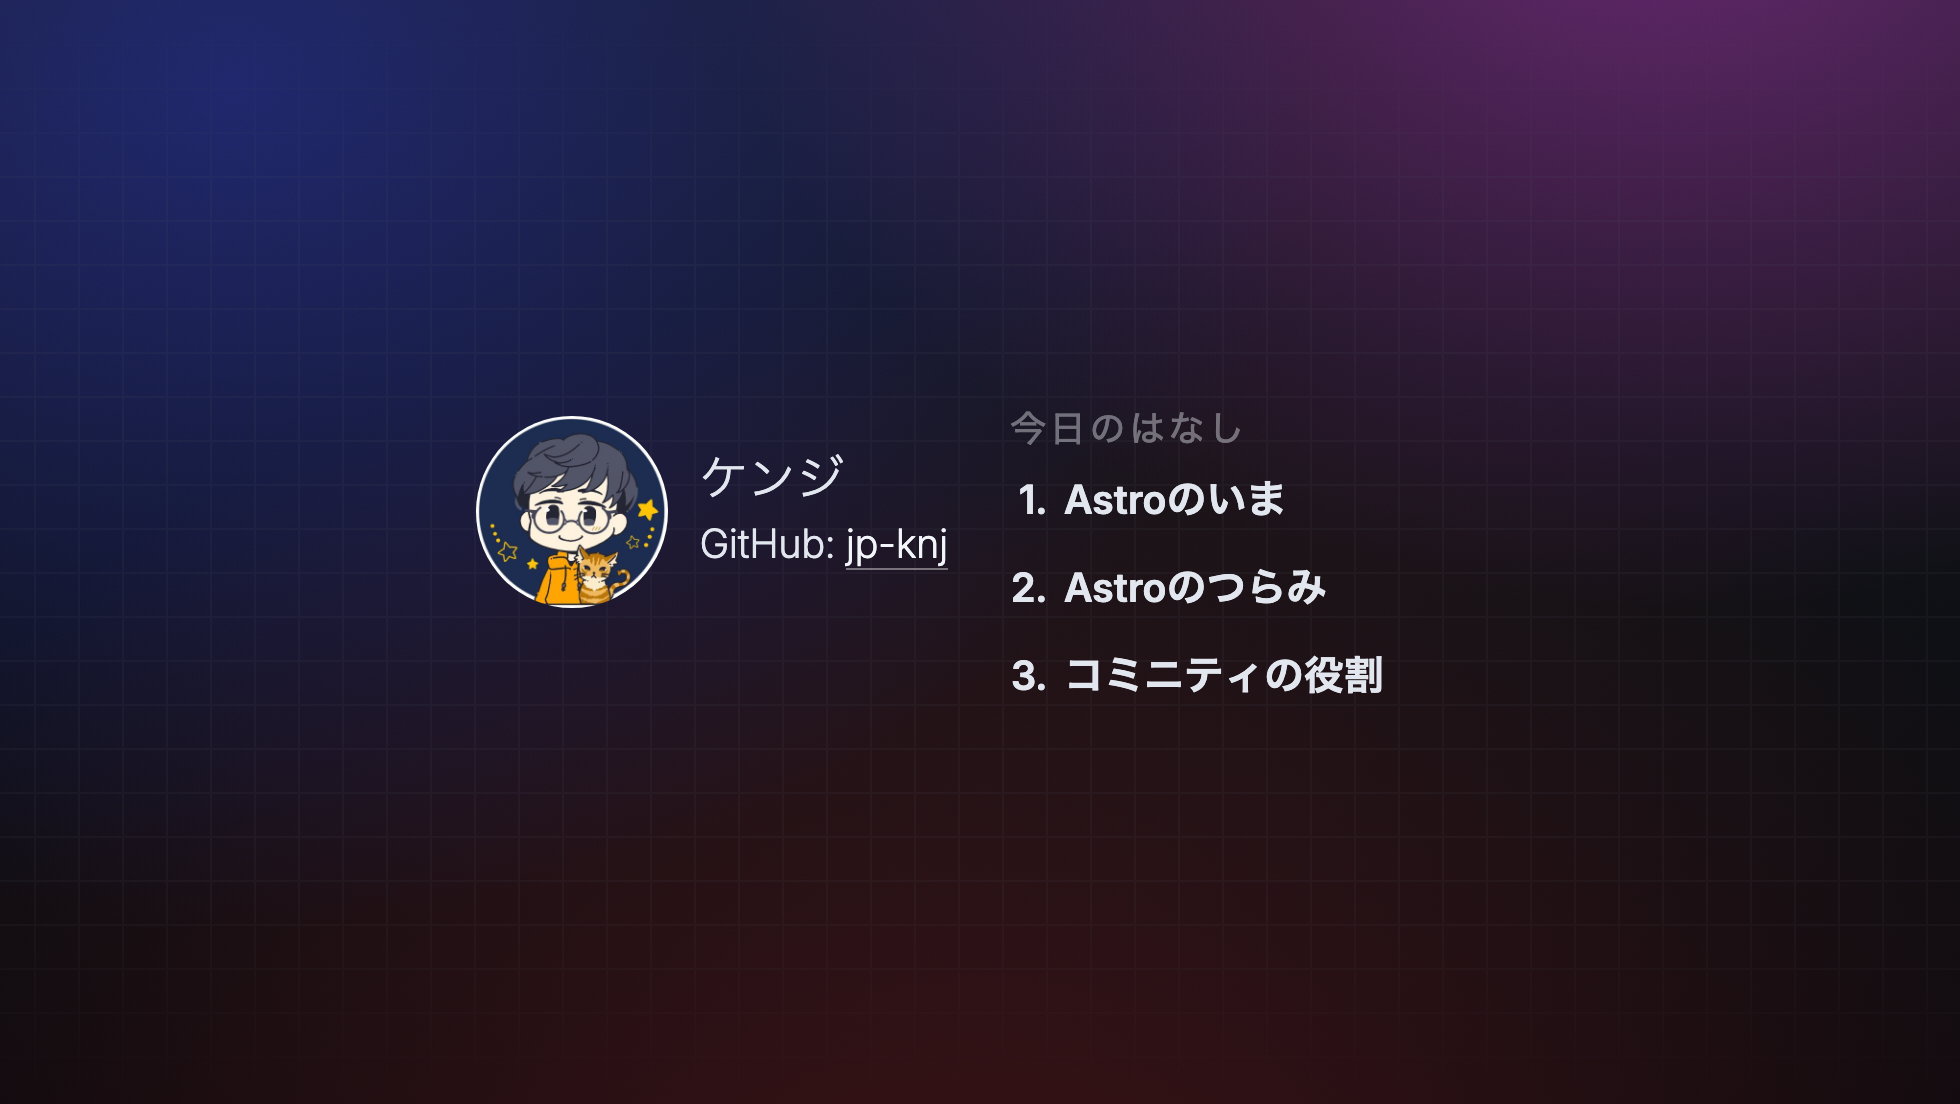 ケンジ
GitHub: jp-knj
今日のはなし
1. Astroのいま
2. Astroのつらみ
3. コミニティの役割